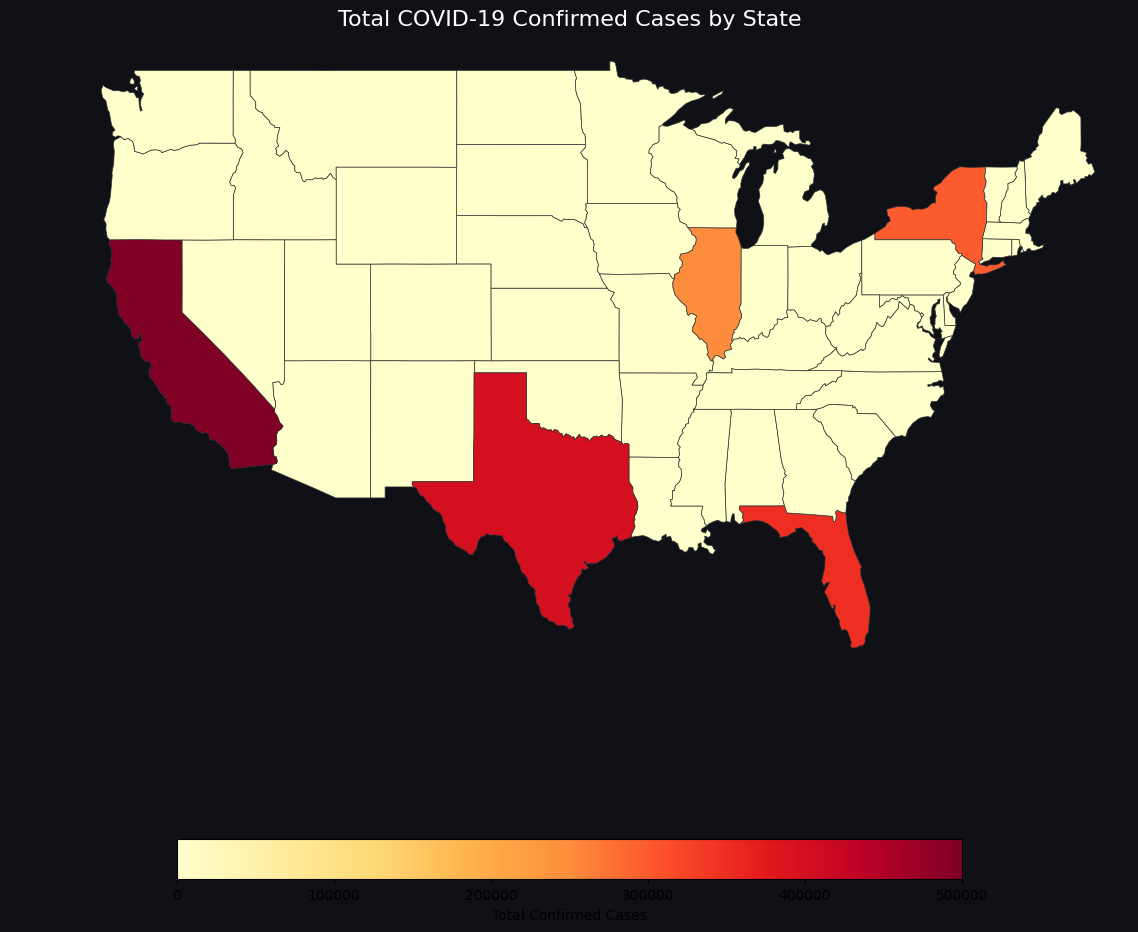 Total COVID-19 Confirmed Cases by State
0 100000 200000 300000 400000 500000
Total Confirmed Cases